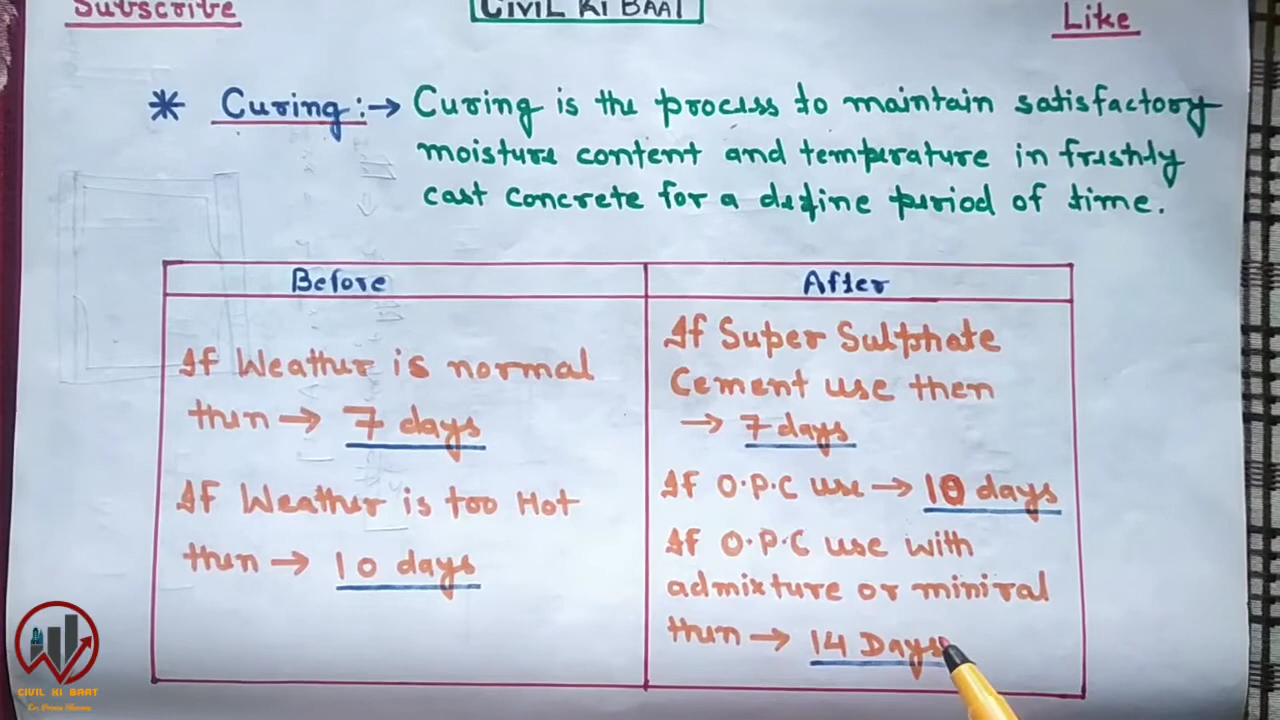 Subscribe
CIVIL KI BAAT
Like
* Curing :→ Curing is the process to maintain satisfactory
moisture content and temperature in freshly
cast concrete for a define period of time.
Before
After
If Weather is normal
then → 7 days
If Weather is too Hot
then → 10 days
If Super Sulphate
Cement use then
→ 7 days
If O.P.C use → 10 days
If O.P.C use with
admixture or miniral
then → 14 Days
CIVIL KI BAAT